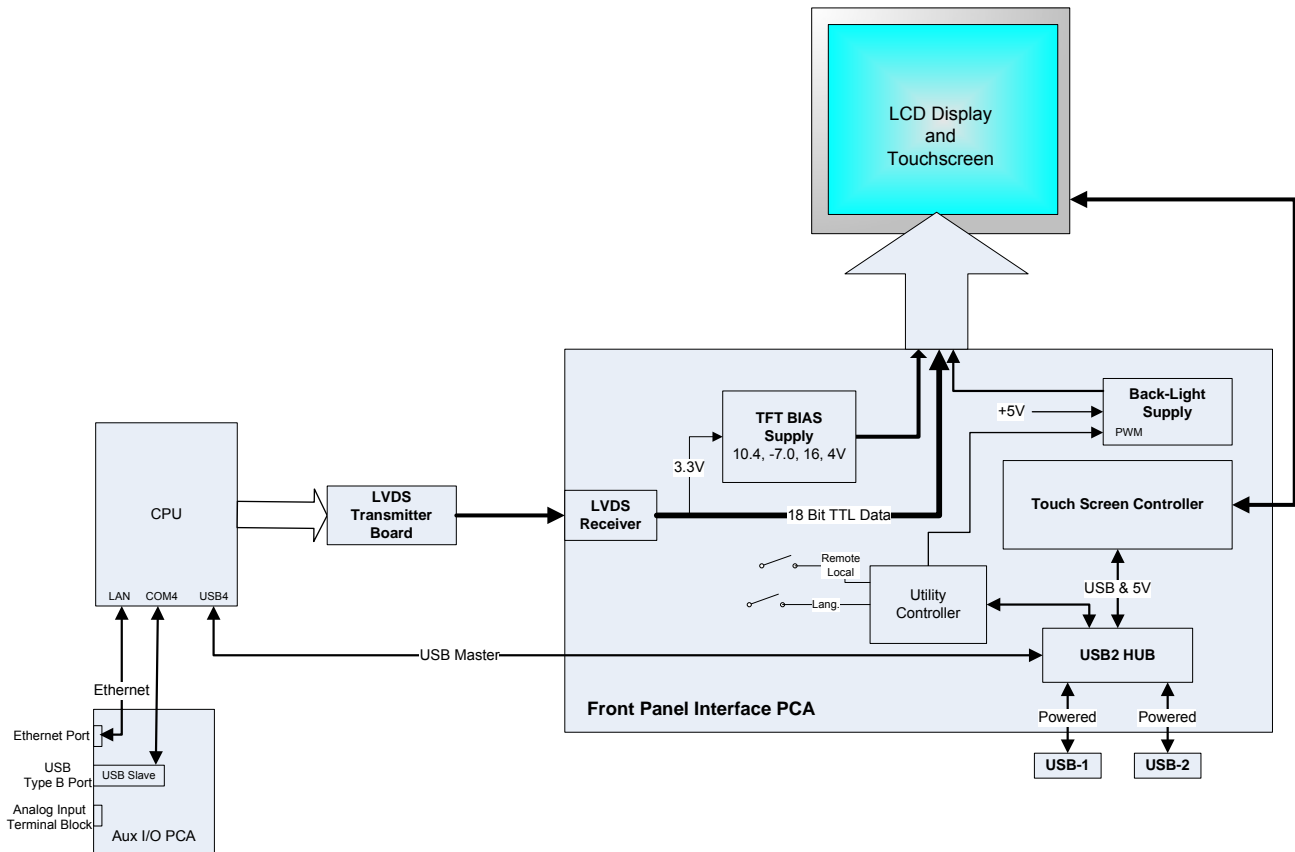 LCD Display
and
Touchscreen
Back-Light
Supply
+5V
PWM
TFT BIAS
Supply
10.4, -7.0, 16, 4V
3.3V
CPU
LAN
COM4
USB4
LVDS
Transmitter
Board
LVDS
Receiver
18 Bit TTL Data
Touch Screen Controller
Remote
Local
Lang.
Utility
Controller
USB & 5V
USB2 HUB
USB Master
Ethernet
Front Panel Interface PCA
Powered
Powered
USB-1
USB-2
Ethernet Port
USB
Type B Port
USB Slave
Analog Input
Terminal Block
Aux I/O PCA